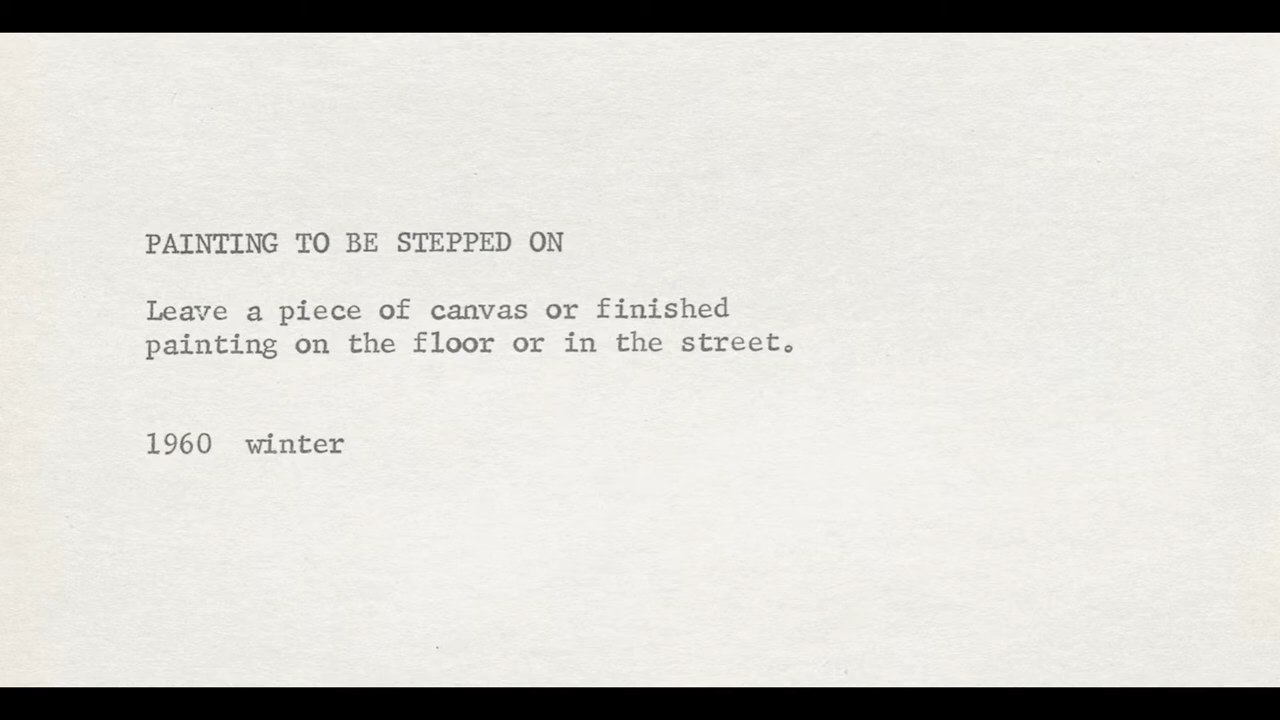 PAINTING TO BE STEPPED ON
Leave a piece of canvas or finished
painting on the floor or in the street.
1960  winter